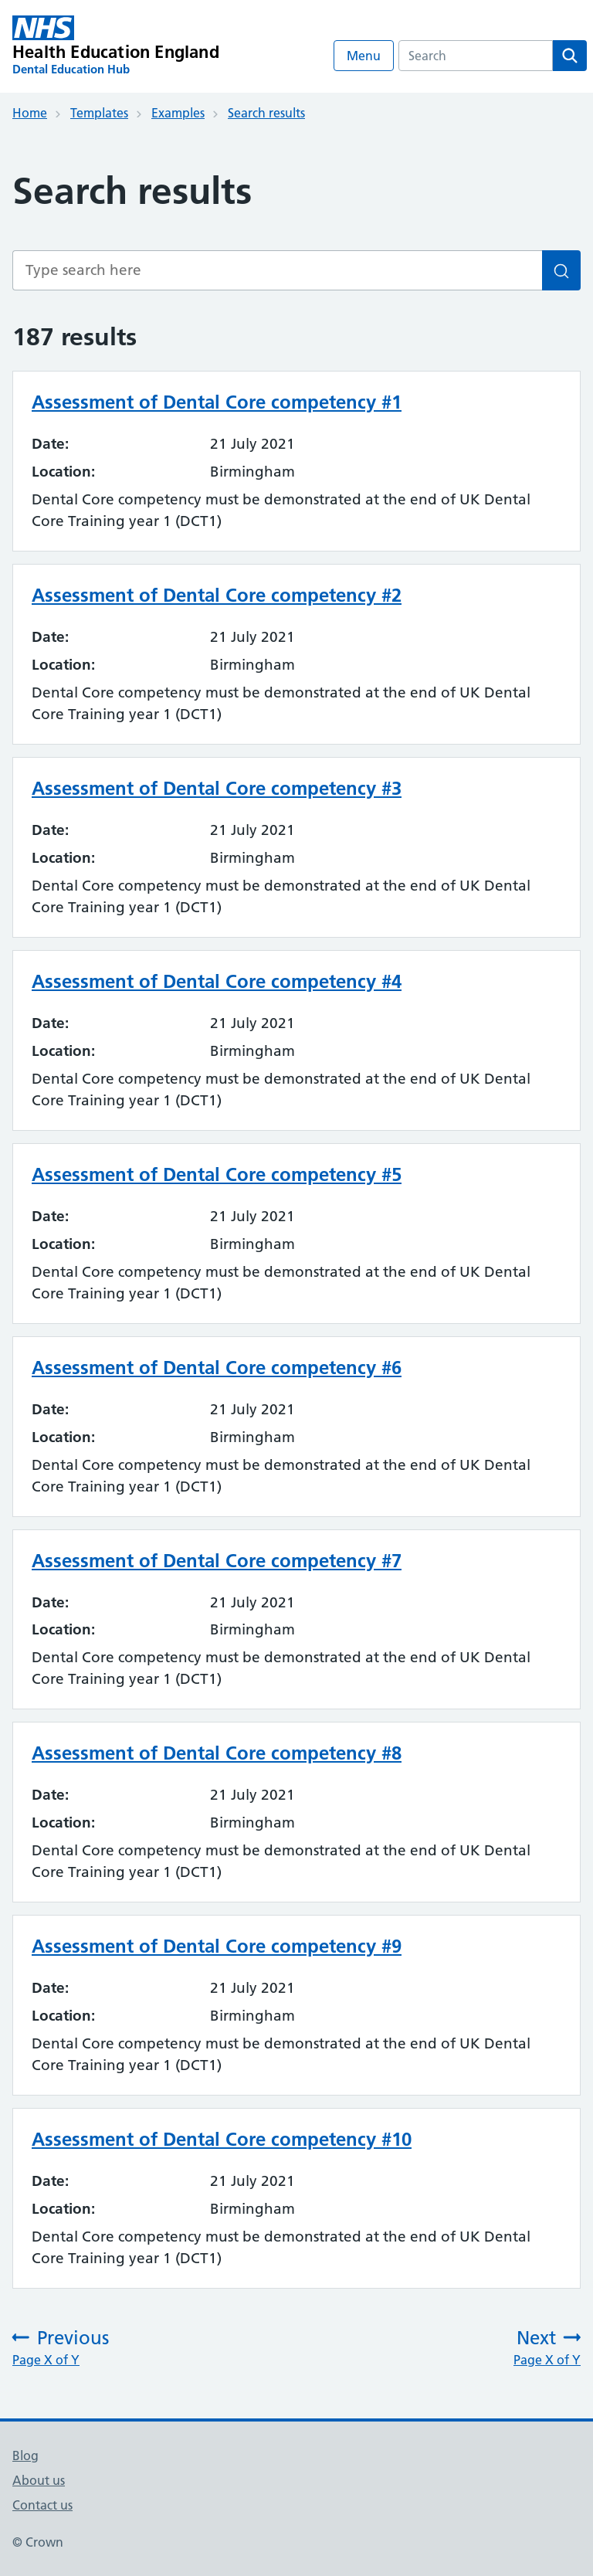 NHS
Health Education England
Dental Education Hub
Menu
Search
Home
Templates
Examples
Search results
Search results
Type search here
187 results
Assessment of Dental Core competency #1
Date: 21 July 2021
Location: Birmingham
Dental Core competency must be demonstrated at the end of UK Dental
Core Training year 1 (DCT1)
Assessment of Dental Core competency #2
Date: 21 July 2021
Location: Birmingham
Dental Core competency must be demonstrated at the end of UK Dental
Core Training year 1 (DCT1)
Assessment of Dental Core competency #3
Date: 21 July 2021
Location: Birmingham
Dental Core competency must be demonstrated at the end of UK Dental
Core Training year 1 (DCT1)
Assessment of Dental Core competency #4
Date: 21 July 2021
Location: Birmingham
Dental Core competency must be demonstrated at the end of UK Dental
Core Training year 1 (DCT1)
Assessment of Dental Core competency #5
Date: 21 July 2021
Location: Birmingham
Dental Core competency must be demonstrated at the end of UK Dental
Core Training year 1 (DCT1)
Assessment of Dental Core competency #6
Date: 21 July 2021
Location: Birmingham
Dental Core competency must be demonstrated at the end of UK Dental
Core Training year 1 (DCT1)
Assessment of Dental Core competency #7
Date: 21 July 2021
Location: Birmingham
Dental Core competency must be demonstrated at the end of UK Dental
Core Training year 1 (DCT1)
Assessment of Dental Core competency #8
Date: 21 July 2021
Location: Birmingham
Dental Core competency must be demonstrated at the end of UK Dental
Core Training year 1 (DCT1)
Assessment of Dental Core competency #9
Date: 21 July 2021
Location: Birmingham
Dental Core competency must be demonstrated at the end of UK Dental
Core Training year 1 (DCT1)
Assessment of Dental Core competency #10
Date: 21 July 2021
Location: Birmingham
Dental Core competency must be demonstrated at the end of UK Dental
Core Training year 1 (DCT1)
Previous
Page X of Y
Next
Page X of Y
Blog
About us
Contact us
© Crown